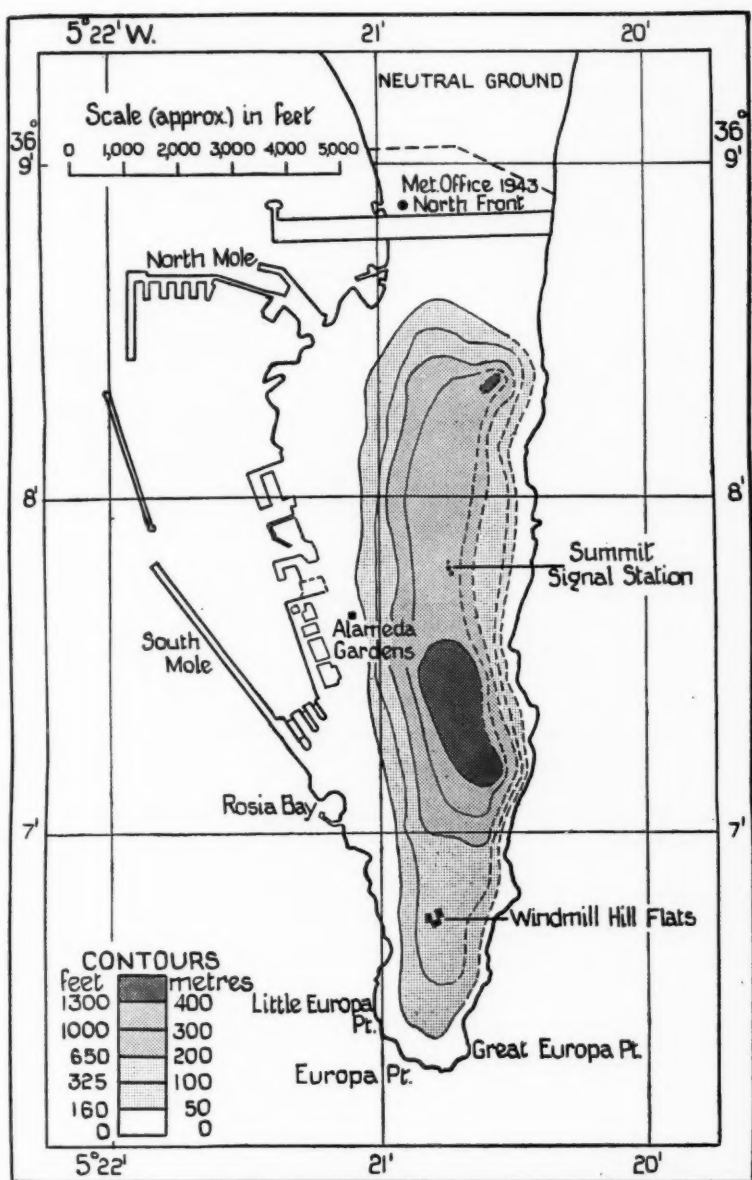 5°22' W.
21'
20'
NEUTRAL GROUND
Scale (approx.) in feet
0 1,000 2,000 3,000 4,000 5,000
36°
9'
36°
9'
Met. Office 1943
North Front
North Mole
8'
8'
Summit
Signal Station
Alameda
Gardens
South
Mole
Rosia Bay
7'
7'
Windmill Hill Flats
CONTOURS
feet metres
1300 400
1000 300
650 200
325 100
160 50
0 0
Little Europa
Pt.
Great Europa Pt.
Europa Pt.
5°22'
21'
20'